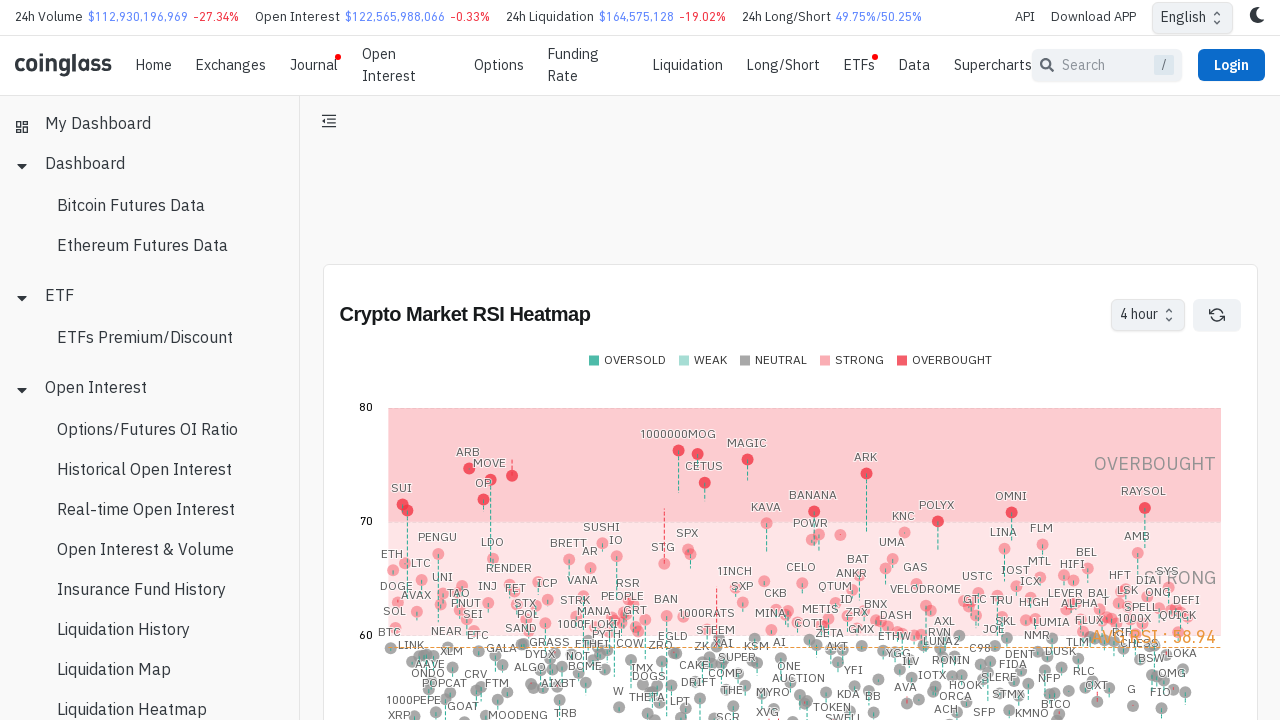 24h Volume $112,930,196,969 -27.34% Open Interest $122,565,988,066 -0.33% 24h Liquidation $164,575,128 -19.02% 24h Long/Short 49.75%/50.25% API Download APP English
coinglass Home Exchanges Journal Open Interest Options Funding Rate Liquidation Long/Short ETFs Data Supercharts Search / Login
My Dashboard
Dashboard
Bitcoin Futures Data
Ethereum Futures Data
ETF
ETFs Premium/Discount
Open Interest
Options/Futures OI Ratio
Historical Open Interest
Real-time Open Interest
Open Interest & Volume
Insurance Fund History
Liquidation History
Liquidation Map
Liquidation Heatmap
Crypto Market RSI Heatmap 4 hour
OVERSOLD WEAK NEUTRAL STRONG OVERBOUGHT
80
1000000MOG
MAGIC
ARB
MOVE CETUS ARK OVERBOUGHT
SUI OP BANANA OMNI RAYSOL
KAVA POLYX
70 POWR KNC
SUSHI SPX LINA FLM
PENGU LDO BRETT IO STG UMA AMB
ETH AR BAT BEL
LTC RENDER 1INCH CELO GAS IOST MTL HIFI
DOGE UNI INJ FET ICP VANA RSR SXP ANKR USTC ICX HFT DIA SYS STRONG
AVAX TAO PNUT STX STRK PEOPLE BAN CKB QTUM VELODROME GTC TRU HIGH LEVER BAL LSK ONG DEFI
SOL SEI POL MANA GRT 1000RATS MINA METIS ID BNX ALPHA SPELL
SAND 1000FLOKI COTI ZRX DASH AXL SKL LUMIA FLUX 1000X QUICK
60 BTC NEAR ETC PYTH EGLD STEEM ZETA GMX ETHW RVN JOE NMR AVG RSI : 58.94
LINK XLM GALA GRASS ETHFI COW ZRO ZK XAI AI KSM AKT LUNA2 C98 DENT DUSK TLM CHESS LOKA
AAVE DYDX NOT SUPER YGG ILV RONIN FIDA BSW
ONDO CRV ALGO BOME TMX CAKE COMP ONE YFI IOTX SLERF NFP RLC OMG
POPCAT FTM AIXBT DOGS DRIFT THE AUCTION AVA HOOK OXT
1000PEPE GOAT W THETA LPT MYRO KDA BB ORCA STMX BICO G FIO
XRP MOODENG TRB SCR XVG TOKEN SWELL ACH SFP KMNO